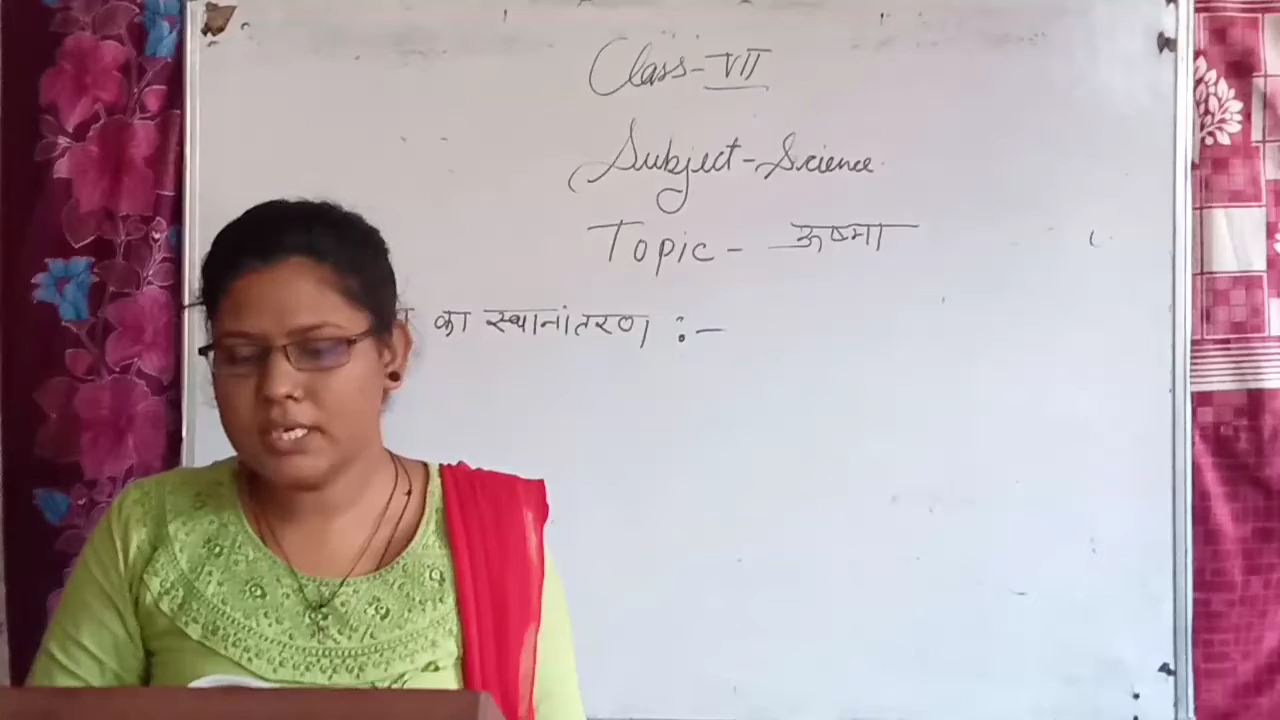 Class-VII
Subject-Science
Topic- ऊष्मा
का स्थानांतरण :-